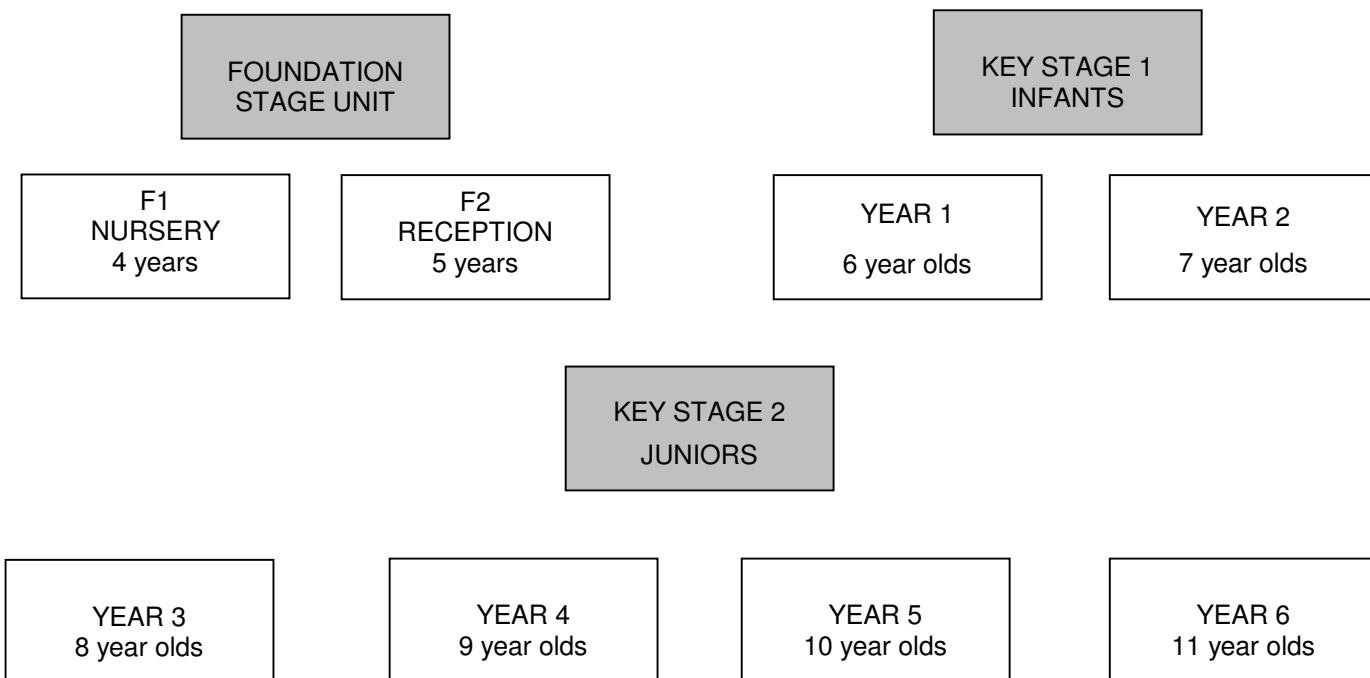 FOUNDATION
STAGE UNIT
KEY STAGE 1
INFANTS
F1
NURSERY
4 years
F2
RECEPTION
5 years
YEAR 1
6 year olds
YEAR 2
7 year olds
KEY STAGE 2
JUNIORS
YEAR 3
8 year olds
YEAR 4
9 year olds
YEAR 5
10 year olds
YEAR 6
11 year olds